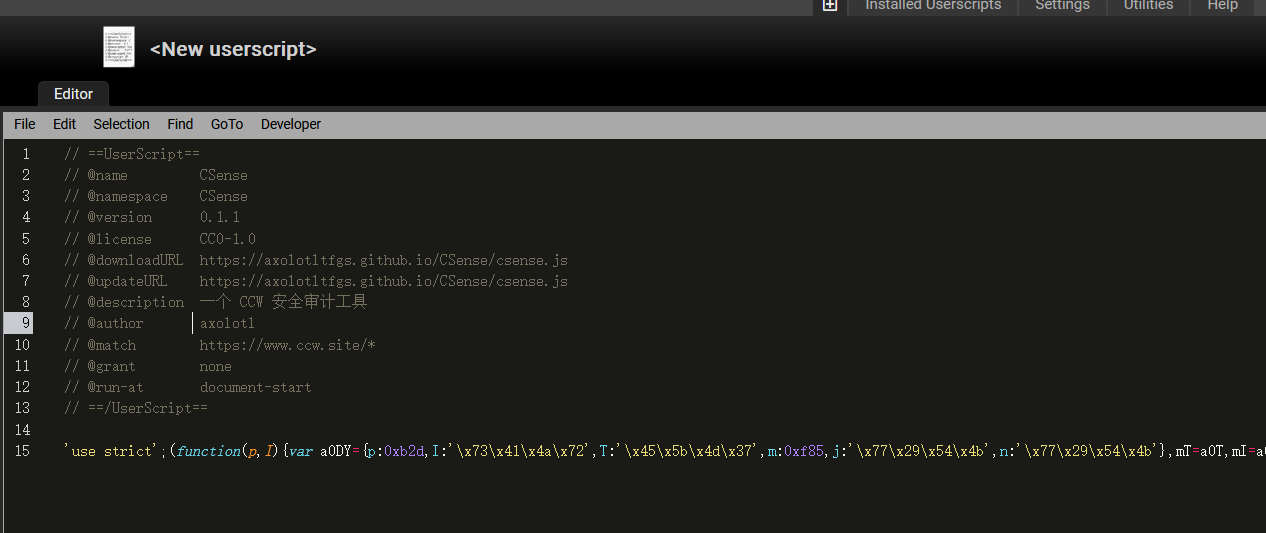 Installed Userscripts Settings Utilities Help
<New userscript>
Editor
File Edit Selection Find GoTo Developer
1 // ==UserScript==
2 // @name CSense
3 // @namespace CSense
4 // @version 0.1.1
5 // @license CC0-1.0
6 // @downloadURL https://axolotltfgs.github.io/CSense/csense.js
7 // @updateURL https://axolotltfgs.github.io/CSense/csense.js
8 // @description 一个 CCW 安全审计工具
9 // @author axolotl
10 // @match https://www.ccw.site/*
11 // @grant none
12 // @run-at document-start
13 // ==/UserScript==
14
15 'use strict';(function(p,I){var a0DY={p:0xb2d,I:'\x73\x41\x4a\x72',T:'\x45\x5b\x4d\x37',m:0xf85,j:'\x77\x29\x54\x4b',n:'\x77\x29\x54\x4b'},mT=a0T,mI=a